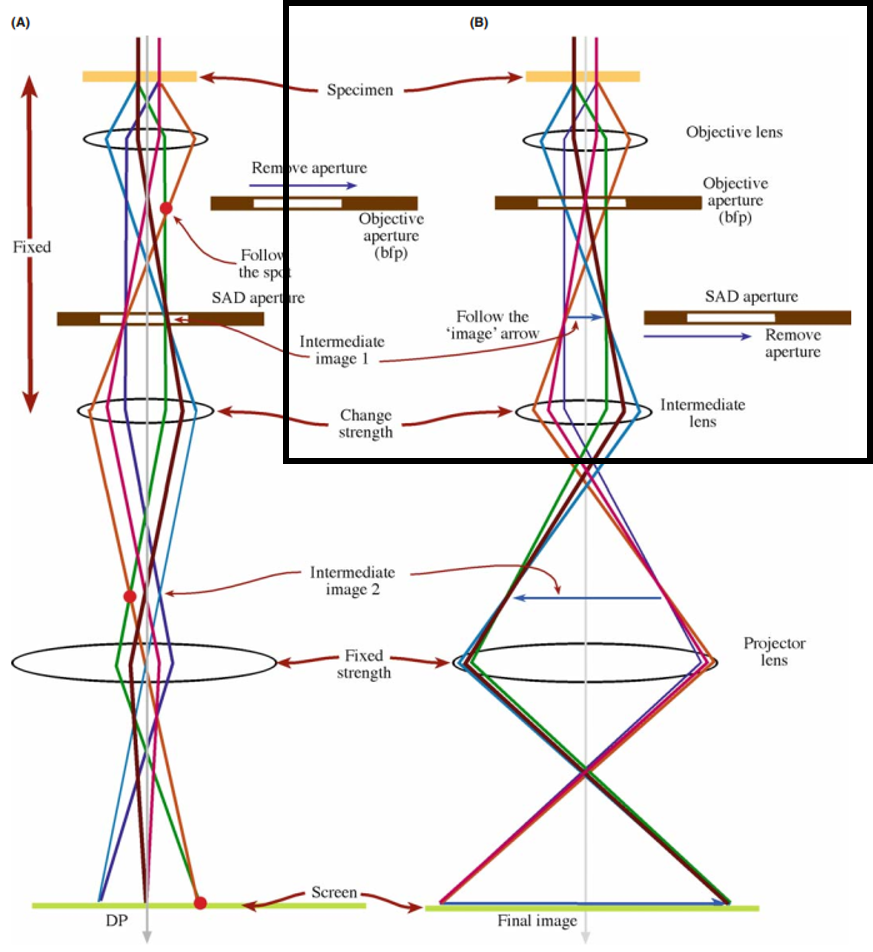 (A)
(B)
Specimen
Objective lens
Remove aperture
Objective
aperture
(bfp)
Objective
aperture
(bfp)
Fixed
Follow
the spot
SAD aperture
SAD aperture
Follow the
‘image’ arrow
Remove
aperture
Intermediate
image 1
Intermediate
lens
Change
strength
Intermediate
image 2
Projector
lens
Fixed
strength
Screen
DP
Final image